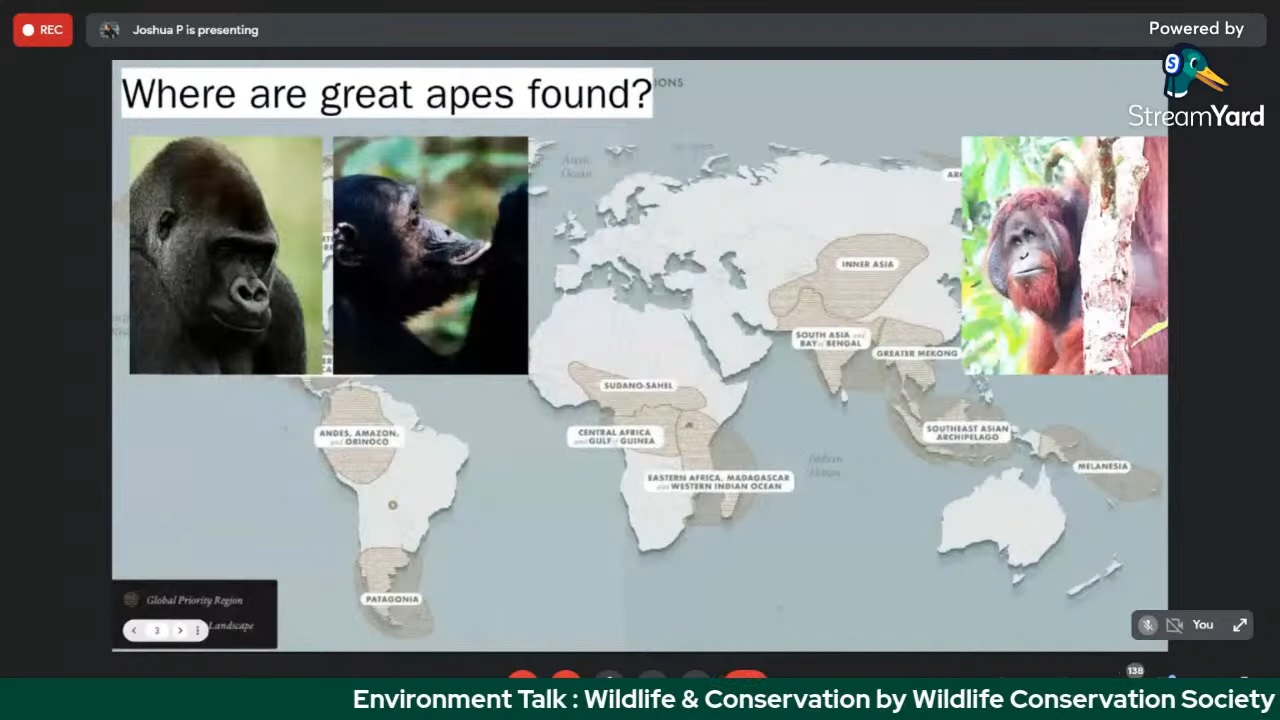 REC
Joshua P is presenting
Powered by
StreamYard
Where are great apes found?
IONS
Ocean
INNER ASIA
SOUTH ASIA and
BAY of BENGAL
GREATER MEKONG
SUDANO-SAHEL
ANDES, AMAZON,
and ORINOCO
CENTRAL AFRICA
and GULF of GUINEA
SOUTHEAST ASIAN
ARCHIPELAGO
MELANESIA
Indian
Ocean
EASTERN AFRICA, MADAGASCAR
and WESTERN INDIAN OCEAN
PATAGONIA
Global Priority Region
Landscape
3
You
138
Environment Talk : Wildlife & Conservation by Wildlife Conservation Society